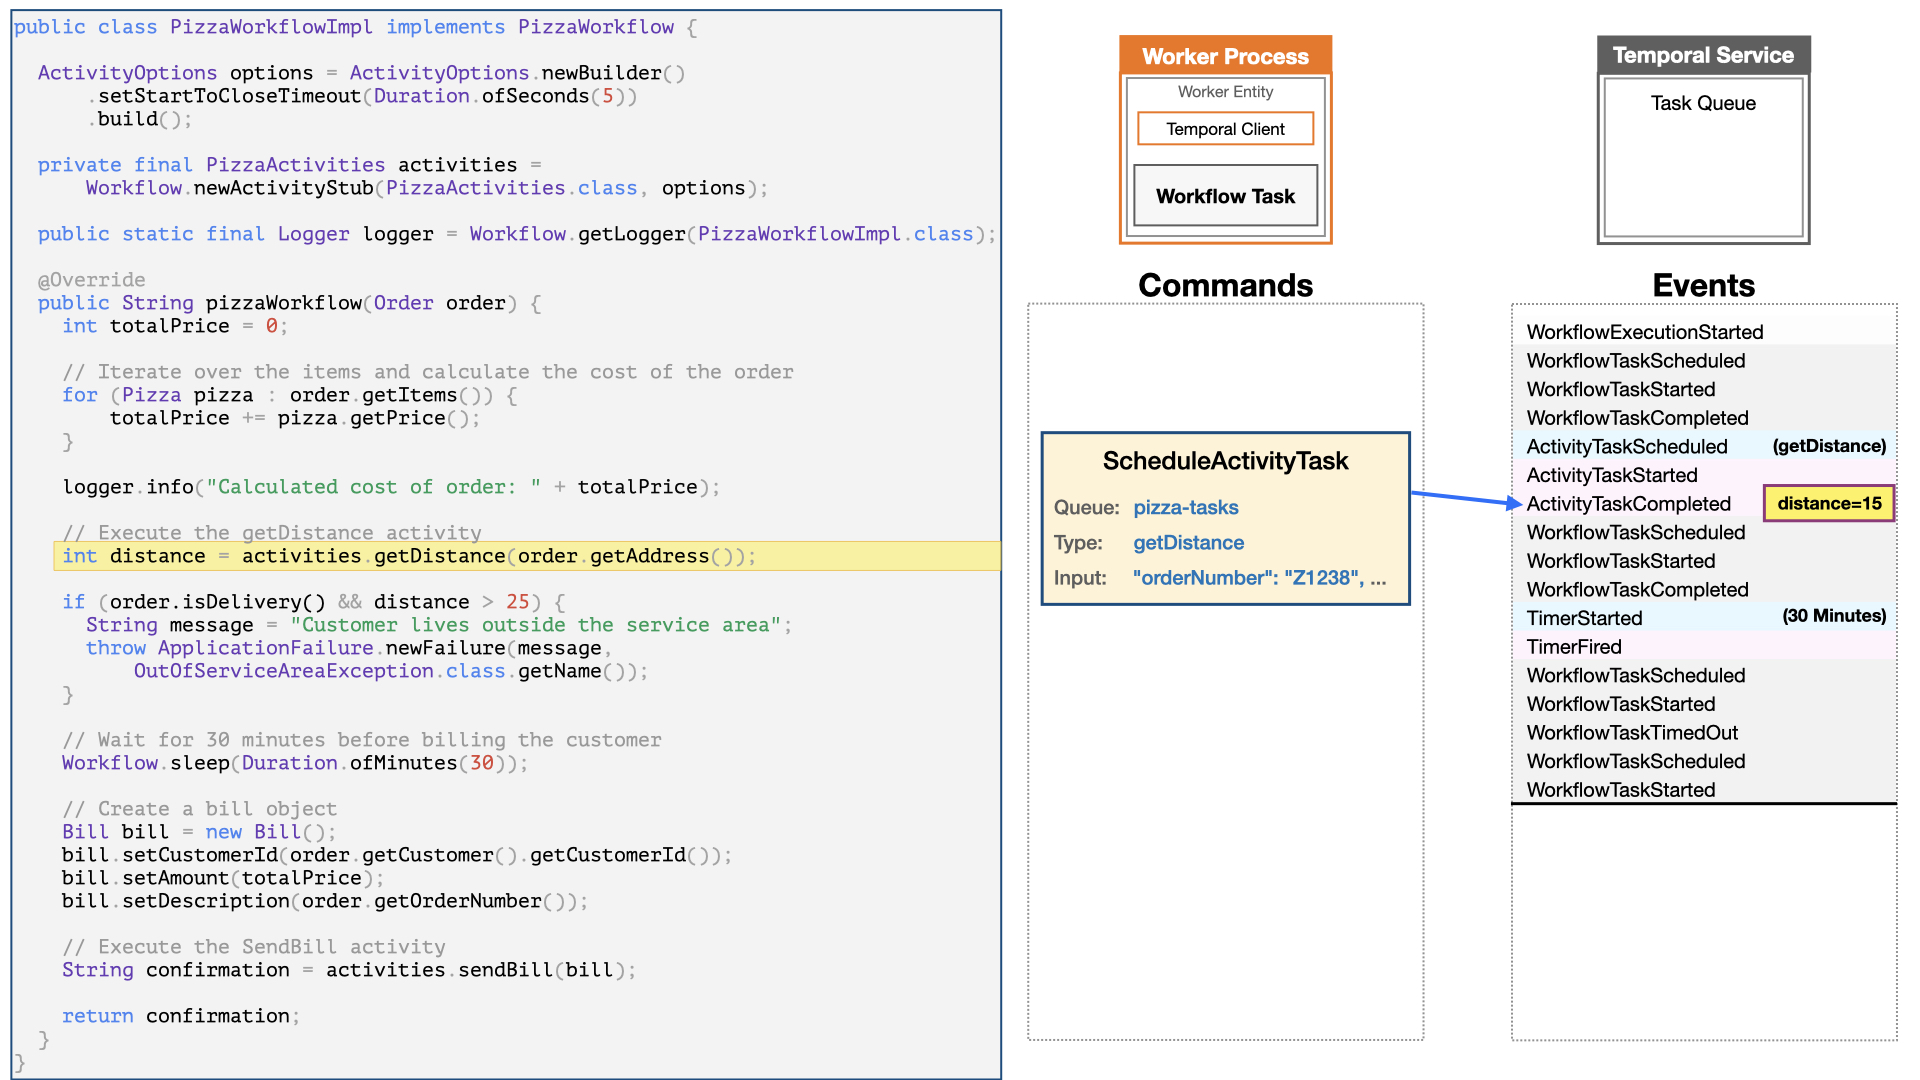 public class PizzaWorkflowImpl implements PizzaWorkflow {
ActivityOptions options = ActivityOptions.newBuilder()
.setStartToCloseTimeout(Duration.ofSeconds(5))
.build();
private final PizzaActivities activities =
Workflow.newActivityStub(PizzaActivities.class, options);
public static final Logger logger = Workflow.getLogger(PizzaWorkflowImpl.class);
@Override
public String pizzaWorkflow(Order order) {
int totalPrice = 0;
// Iterate over the items and calculate the cost of the order
for (Pizza pizza : order.getItems()) {
totalPrice += pizza.getPrice();
}
logger.info("Calculated cost of order: " + totalPrice);
// Execute the getDistance activity
int distance = activities.getDistance(order.getAddress());
if (order.isDelivery() && distance > 25) {
String message = "Customer lives outside the service area";
throw ApplicationFailure.newFailure(message,
OutOfServiceAreaException.class.getName());
}
// Wait for 30 minutes before billing the customer
Workflow.sleep(Duration.ofMinutes(30));
// Create a bill object
Bill bill = new Bill();
bill.setCustomerId(order.getCustomer().getCustomerId());
bill.setAmount(totalPrice);
bill.setDescription(order.getOrderNumber());
// Execute the SendBill activity
String confirmation = activities.sendBill(bill);
return confirmation;
}
}
Worker Process
Worker Entity
Temporal Client
Workflow Task
Commands
ScheduleActivityTask
Queue: pizza-tasks
Type: getDistance
Input: "orderNumber": "Z1238", ...
Temporal Service
Task Queue
Events
WorkflowExecutionStarted
WorkflowTaskScheduled
WorkflowTaskStarted
WorkflowTaskCompleted
ActivityTaskScheduled (getDistance)
ActivityTaskStarted
ActivityTaskCompleted distance=15
WorkflowTaskScheduled
WorkflowTaskStarted
WorkflowTaskCompleted
TimerStarted (30 Minutes)
TimerFired
WorkflowTaskScheduled
WorkflowTaskStarted
WorkflowTaskTimedOut
WorkflowTaskScheduled
WorkflowTaskStarted